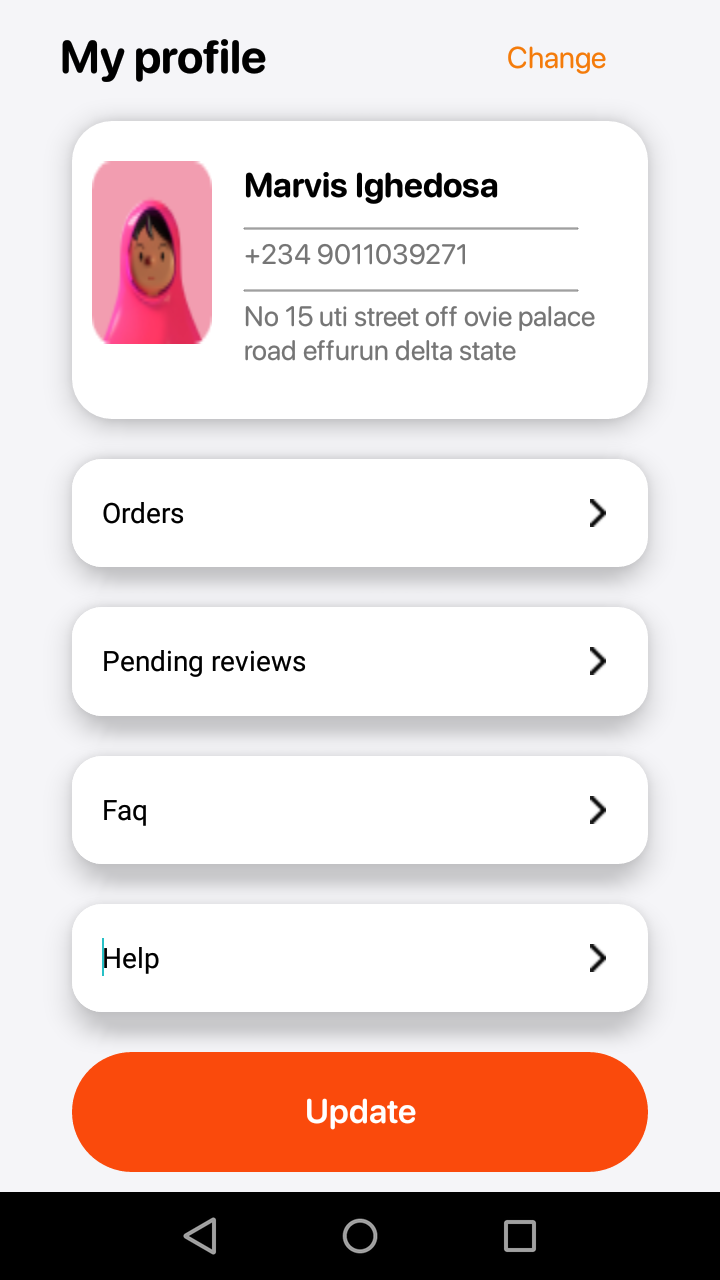 My profile
Change
Marvis Ighedosa
+234 9011039271
No 15 uti street off ovie palace
road effurun delta state
Orders
Pending reviews
Faq
Help
Update